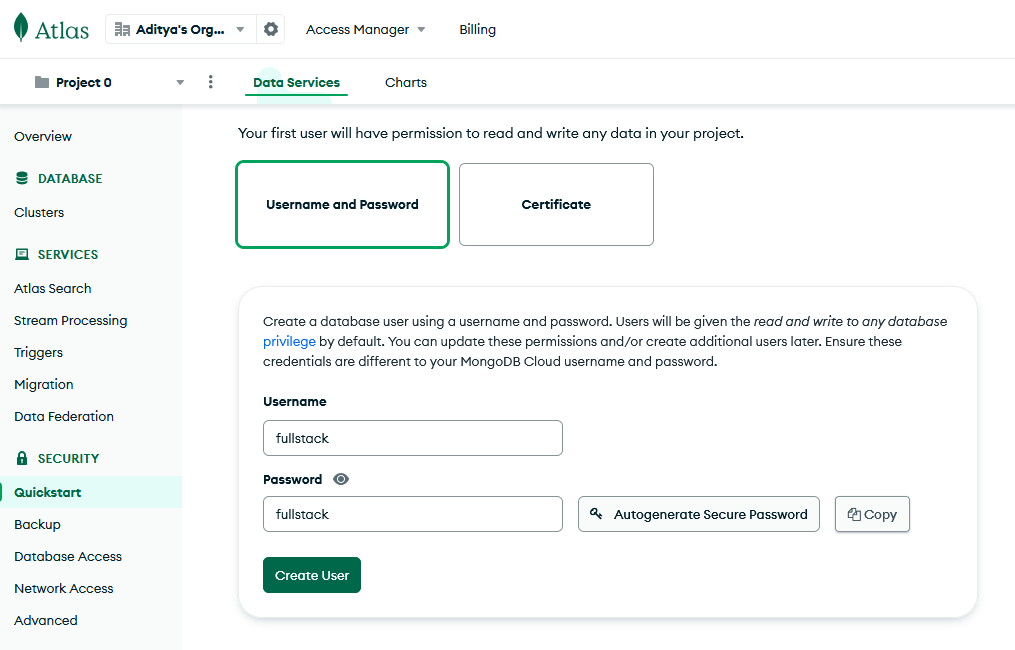 Atlas
Aditya's Org...
Access Manager
Billing
Project 0
Data Services
Charts
Overview
DATABASE
Clusters
SERVICES
Atlas Search
Stream Processing
Triggers
Migration
Data Federation
SECURITY
Quickstart
Backup
Database Access
Network Access
Advanced
Your first user will have permission to read and write any data in your project.
Username and Password
Certificate
Create a database user using a username and password. Users will be given the read and write to any database
privilege by default. You can update these permissions and/or create additional users later. Ensure these
credentials are different to your MongoDB Cloud username and password.
Username
fullstack
Password
fullstack
Autogenerate Secure Password
Copy
Create User